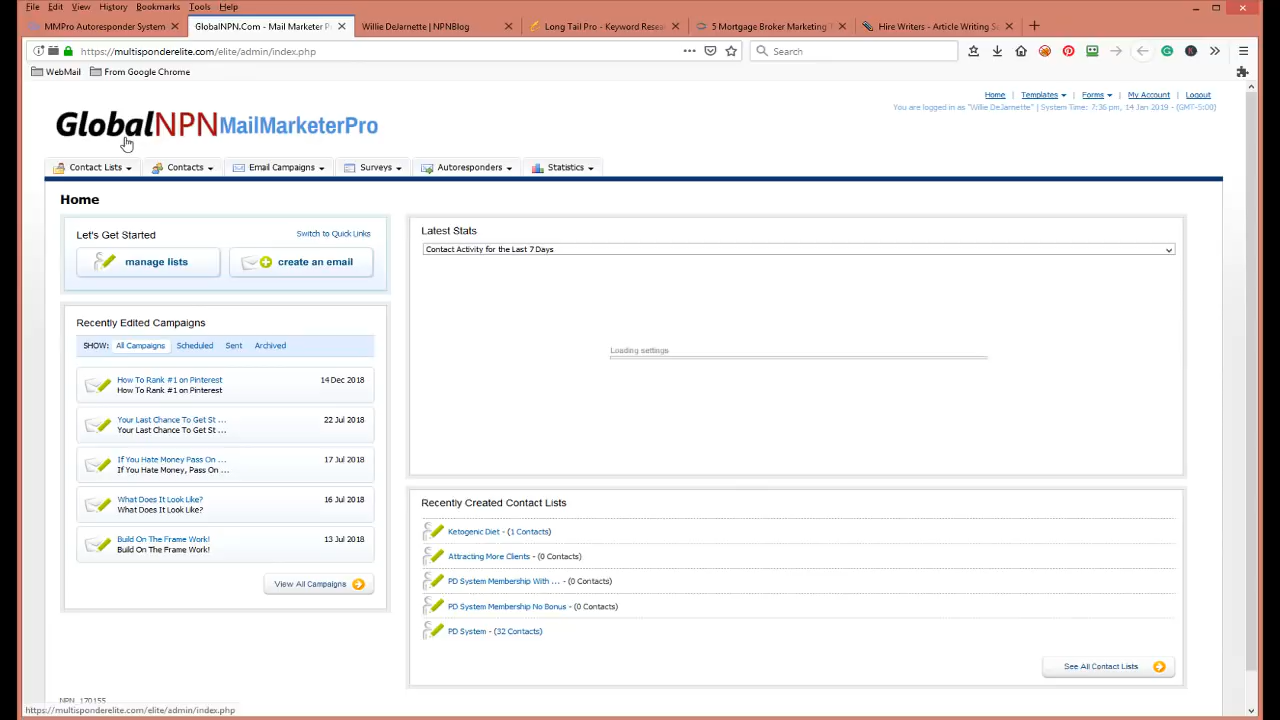 File Edit View History Bookmarks Tools Help
MMPro Autoresponder System
GlobalNPN.Com - Mail Marketer P
Willie DeJarnette | NPNBlog
Long Tail Pro - Keyword Resea
5 Mortgage Broker Marketing T
Hire Writers - Article Writing S
https://multisponderelite.com/elite/admin/index.php
Search
WebMail From Google Chrome
Home | Templates | Forms | My Account | Logout
You are logged in as "Willie DeJarnette" | System Time: 7:36 pm, 14 Jan 2019 - (GMT-5:00)
GlobalNPN MailMarketerPro
Contact Lists Contacts Email Campaigns Surveys Autoresponders Statistics
Home
Let's Get Started Switch to Quick Links
manage lists create an email
Recently Edited Campaigns
SHOW: All Campaigns Scheduled Sent Archived
How To Rank #1 on Pinterest 14 Dec 2018
How To Rank #1 on Pinterest
Your Last Chance To Get St ... 22 Jul 2018
Your Last Chance To Get St ...
If You Hate Money Pass On ... 17 Jul 2018
If You Hate Money, Pass On ...
What Does It Look Like? 16 Jul 2018
What Does It Look Like?
Build On The Frame Work! 13 Jul 2018
Build On The Frame Work!
View All Campaigns
Latest Stats
Contact Activity for the Last 7 Days
Loading settings
Recently Created Contact Lists
Ketogenic Diet - (1 Contacts)
Attracting More Clients - (0 Contacts)
PD System Membership With ... - (0 Contacts)
PD System Membership No Bonus - (0 Contacts)
PD System - (32 Contacts)
See All Contact Lists
NPN_170155
https://multisponderelite.com/elite/admin/index.php